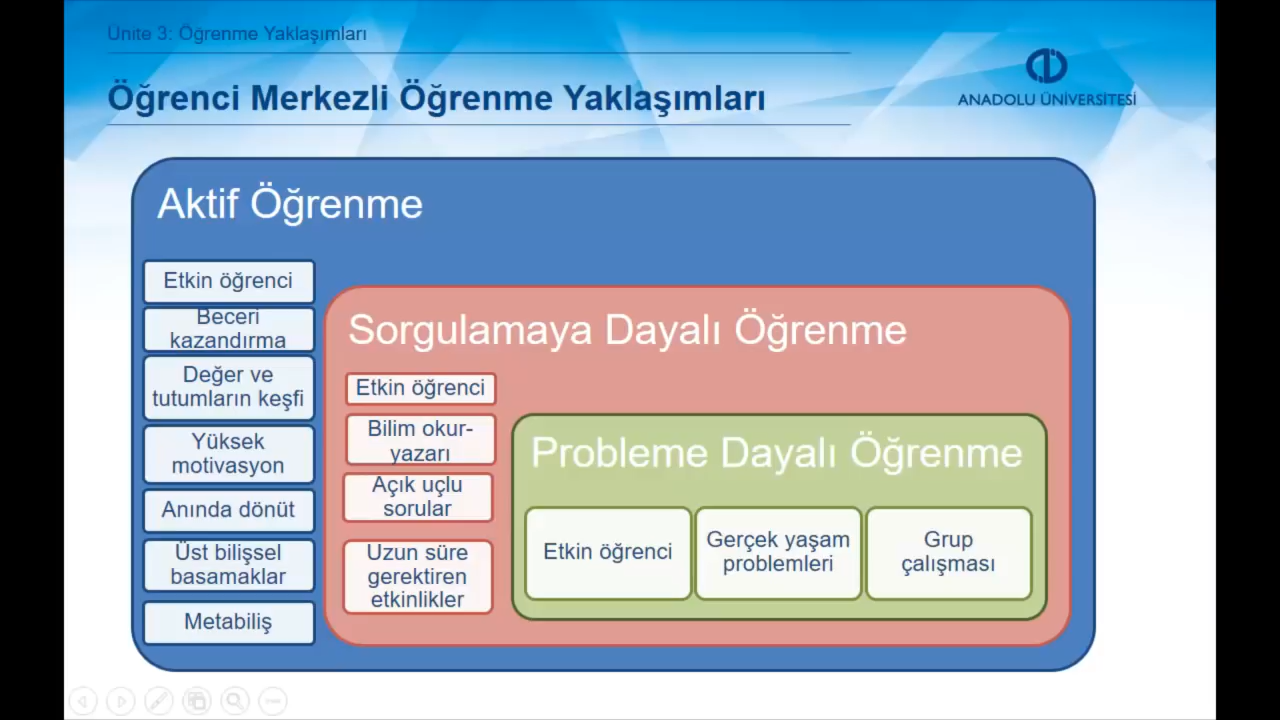 Ünite 3: Öğrenme Yaklaşımları
Öğrenci Merkezli Öğrenme Yaklaşımları
ANADOLU ÜNİVERSİTESİ
Aktif Öğrenme
Etkin öğrenci
Beceri
kazandırma
Değer ve
tutumların keşfi
Yüksek
motivasyon
Anında dönüt
Üst bilişsel
basamaklar
Metabiliş
Sorgulamaya Dayalı Öğrenme
Etkin öğrenci
Bilim okur-
yazarı
Açık uçlu
sorular
Uzun süre
gerektiren
etkinlikler
Probleme Dayalı Öğrenme
Etkin öğrenci
Gerçek yaşam
problemleri
Grup
çalışması